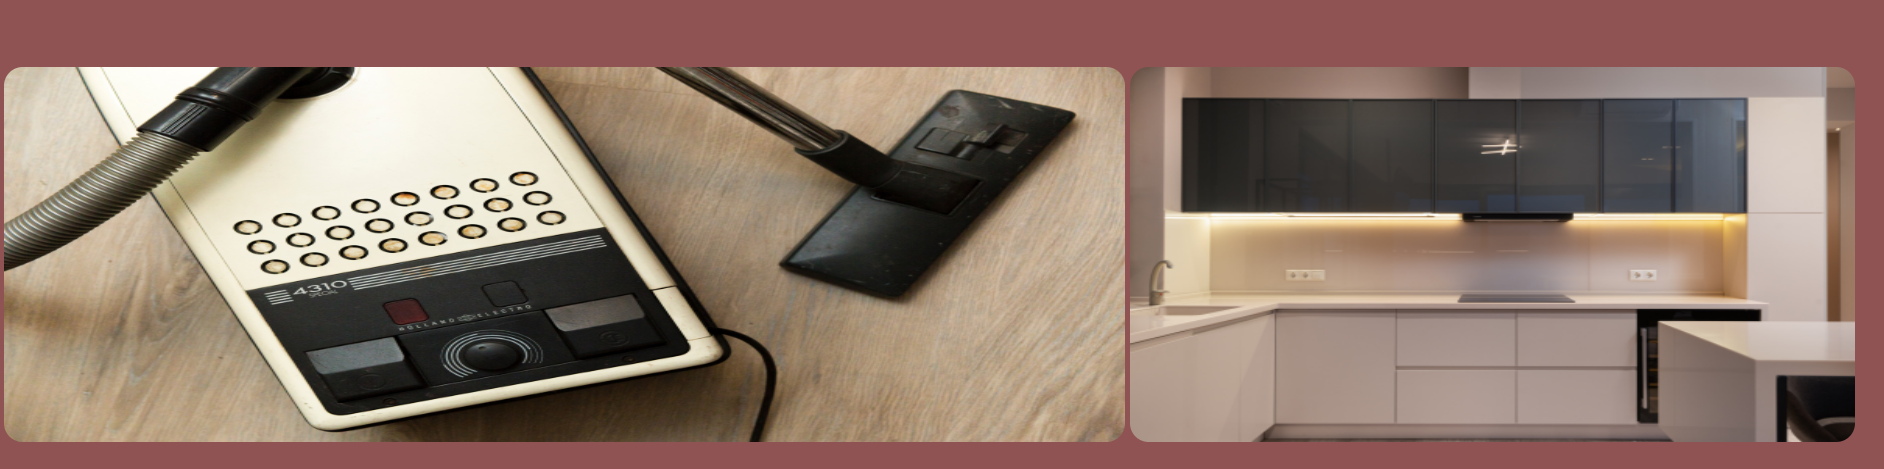 4310
SPECIAL
HOLLAND ELECTRO